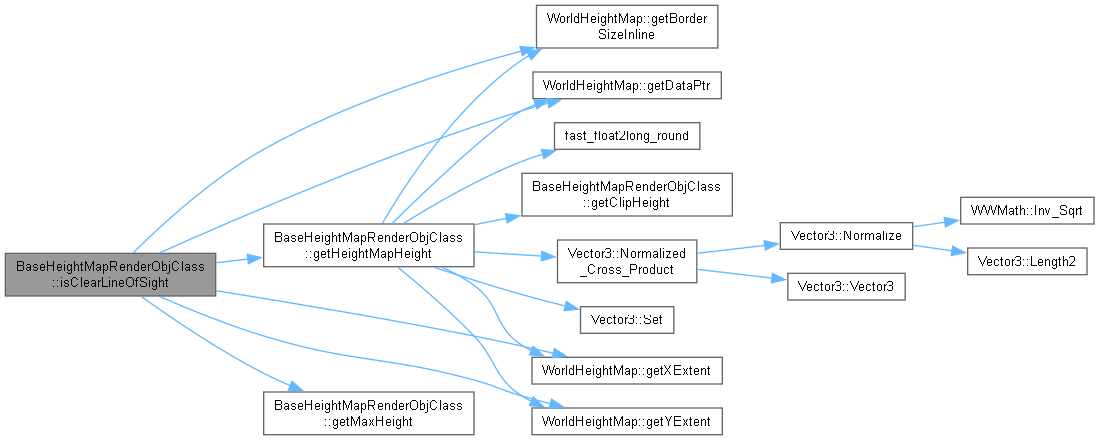 WorldHeightMap::getBorder
SizeInline
WorldHeightMap::getDataPtr
fast_float2long_round
BaseHeightMapRenderObjClass
::getClipHeight
WWMath::Inv_Sqrt
BaseHeightMapRenderObjClass
::getHeightMapHeight
Vector3::Normalized
_Cross_Product
Vector3::Normalize
BaseHeightMapRenderObjClass
::isClearLineOfSight
Vector3::Length2
Vector3::Vector3
Vector3::Set
WorldHeightMap::getXExtent
BaseHeightMapRenderObjClass
::getMaxHeight
WorldHeightMap::getYExtent